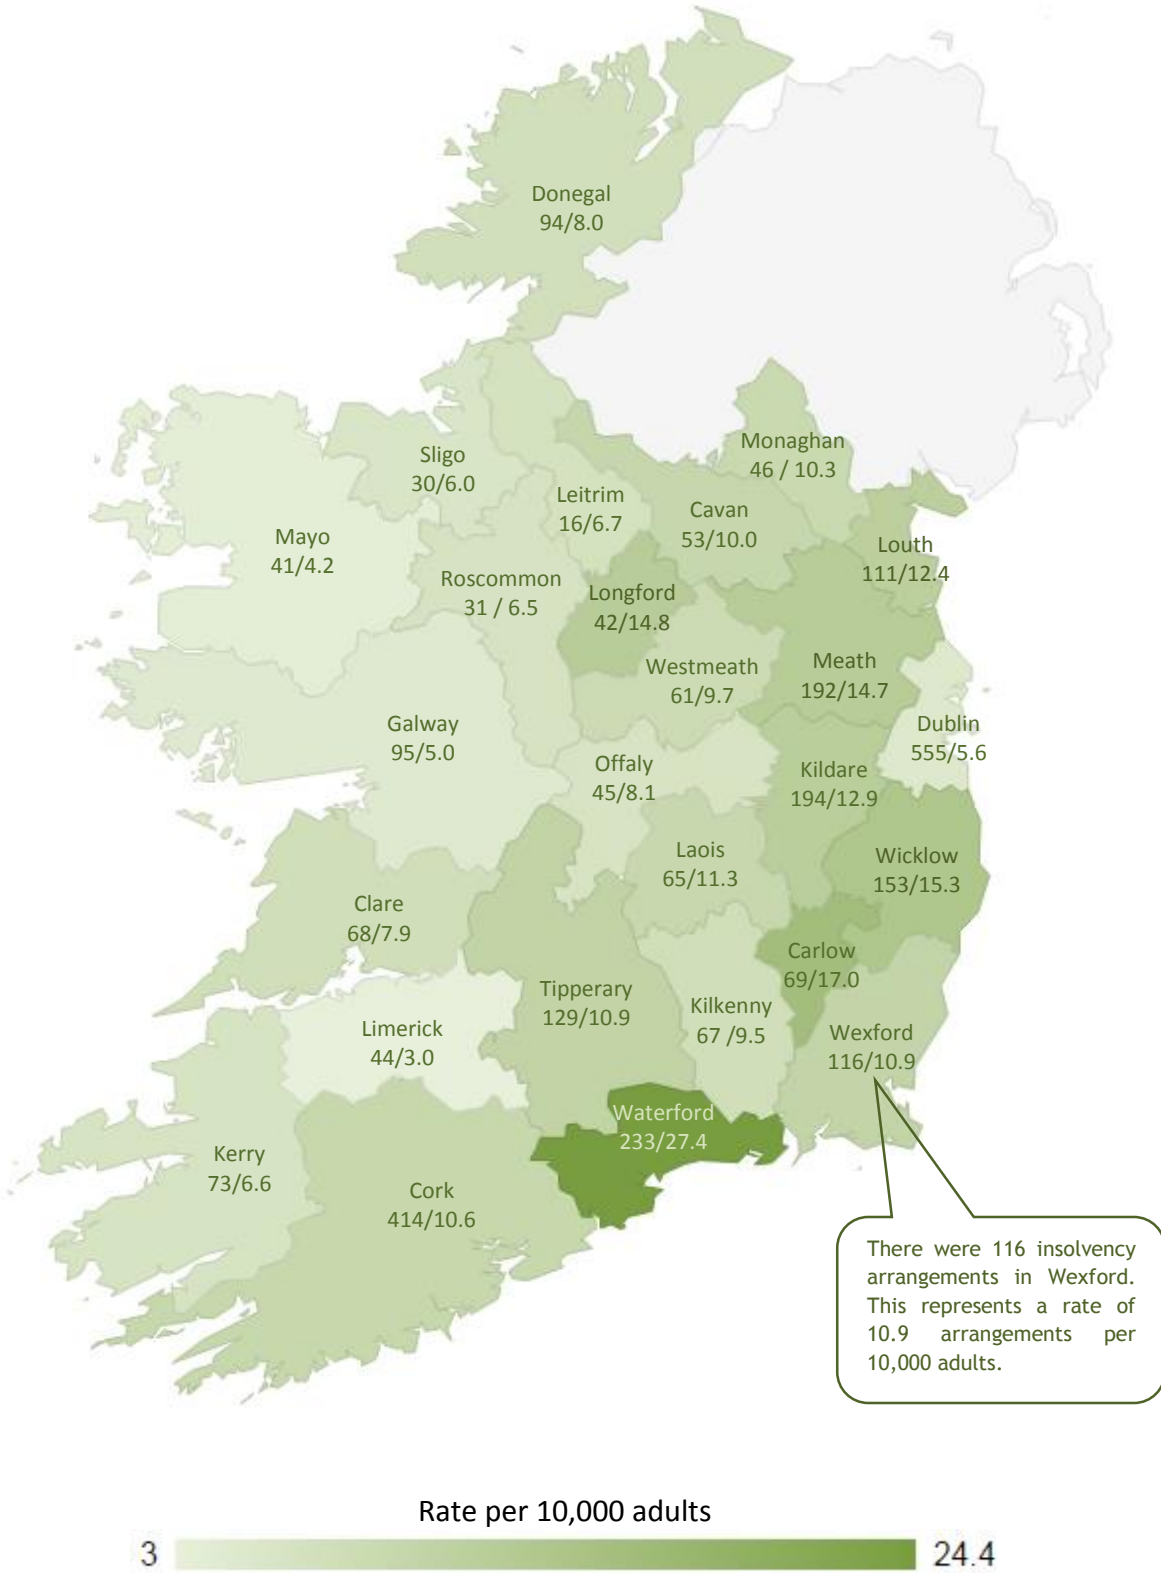 Donegal
94/8.0
Monaghan
46 / 10.3
Sligo
30/6.0
Leitrim
16/6.7
Cavan
53/10.0
Mayo
41/4.2
Louth
111/12.4
Roscommon
31 / 6.5
Longford
42/14.8
Westmeath
61/9.7
Meath
192/14.7
Galway
95/5.0
Dublin
555/5.6
Offaly
45/8.1
Kildare
194/12.9
Laois
65/11.3
Wicklow
153/15.3
Clare
68/7.9
Carlow
69/17.0
Tipperary
129/10.9
Kilkenny
67 /9.5
Limerick
44/3.0
Wexford
116/10.9
Waterford
233/27.4
Kerry
73/6.6
Cork
414/10.6
There were 116 insolvency
arrangements in Wexford.
This represents a rate of
10.9 arrangements per
10,000 adults.
Rate per 10,000 adults
3
24.4